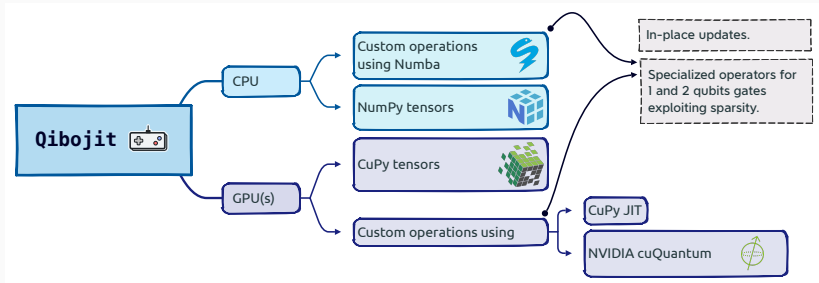 Qibojit
CPU
Custom operations
using Numba
NumPy tensors
GPU(s)
CuPy tensors
Custom operations using
CuPy JIT
NVIDIA cuQuantum
In-place updates.
Specialized operators for
1 and 2 qubits gates
exploiting sparsity.